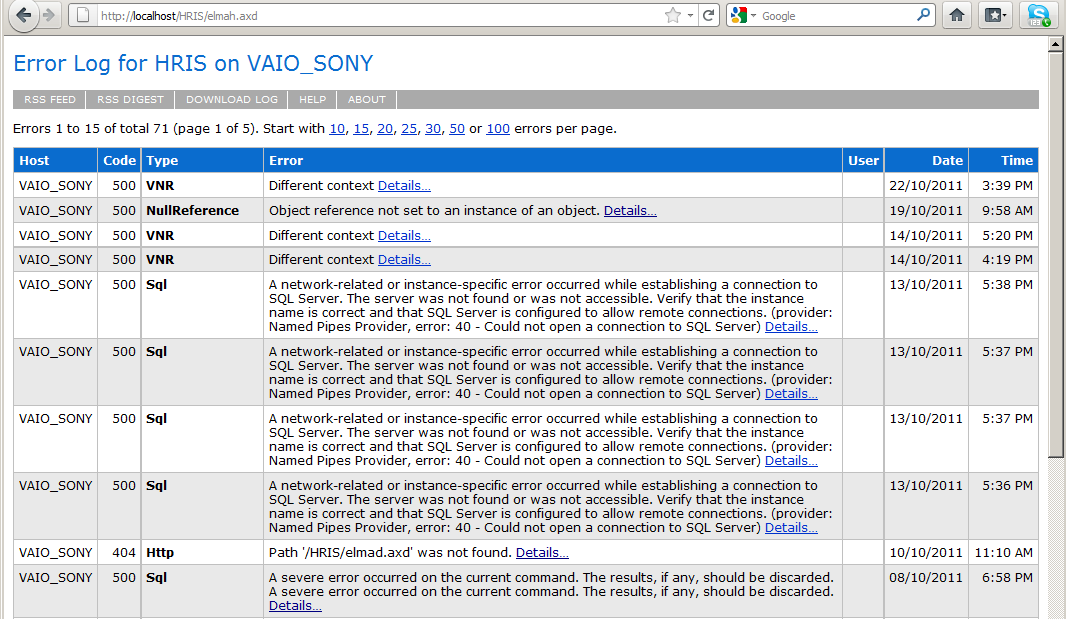 http://localhost/HRIS/elmah.axd
Google
Error Log for HRIS on VAIO_SONY
RSS FEED RSS DIGEST DOWNLOAD LOG HELP ABOUT
Errors 1 to 15 of total 71 (page 1 of 5). Start with 10, 15, 20, 25, 30, 50 or 100 errors per page.
Host Code Type Error User Date Time
VAIO_SONY 500 VNR Different context Details... 22/10/2011 3:39 PM
VAIO_SONY 500 NullReference Object reference not set to an instance of an object. Details... 19/10/2011 9:58 AM
VAIO_SONY 500 VNR Different context Details... 14/10/2011 5:20 PM
VAIO_SONY 500 VNR Different context Details... 14/10/2011 4:19 PM
VAIO_SONY 500 Sql A network-related or instance-specific error occurred while establishing a connection to 13/10/2011 5:38 PM
SQL Server. The server was not found or was not accessible. Verify that the instance
name is correct and that SQL Server is configured to allow remote connections. (provider:
Named Pipes Provider, error: 40 - Could not open a connection to SQL Server) Details...
VAIO_SONY 500 Sql A network-related or instance-specific error occurred while establishing a connection to 13/10/2011 5:37 PM
SQL Server. The server was not found or was not accessible. Verify that the instance
name is correct and that SQL Server is configured to allow remote connections. (provider:
Named Pipes Provider, error: 40 - Could not open a connection to SQL Server) Details...
VAIO_SONY 500 Sql A network-related or instance-specific error occurred while establishing a connection to 13/10/2011 5:37 PM
SQL Server. The server was not found or was not accessible. Verify that the instance
name is correct and that SQL Server is configured to allow remote connections. (provider:
Named Pipes Provider, error: 40 - Could not open a connection to SQL Server) Details...
VAIO_SONY 500 Sql A network-related or instance-specific error occurred while establishing a connection to 13/10/2011 5:36 PM
SQL Server. The server was not found or was not accessible. Verify that the instance
name is correct and that SQL Server is configured to allow remote connections. (provider:
Named Pipes Provider, error: 40 - Could not open a connection to SQL Server) Details...
VAIO_SONY 404 Http Path '/HRIS/elmad.axd' was not found. Details... 10/10/2011 11:10 AM
VAIO_SONY 500 Sql A severe error occurred on the current command. The results, if any, should be discarded. 08/10/2011 6:58 PM
A severe error occurred on the current command. The results, if any, should be discarded.
Details...